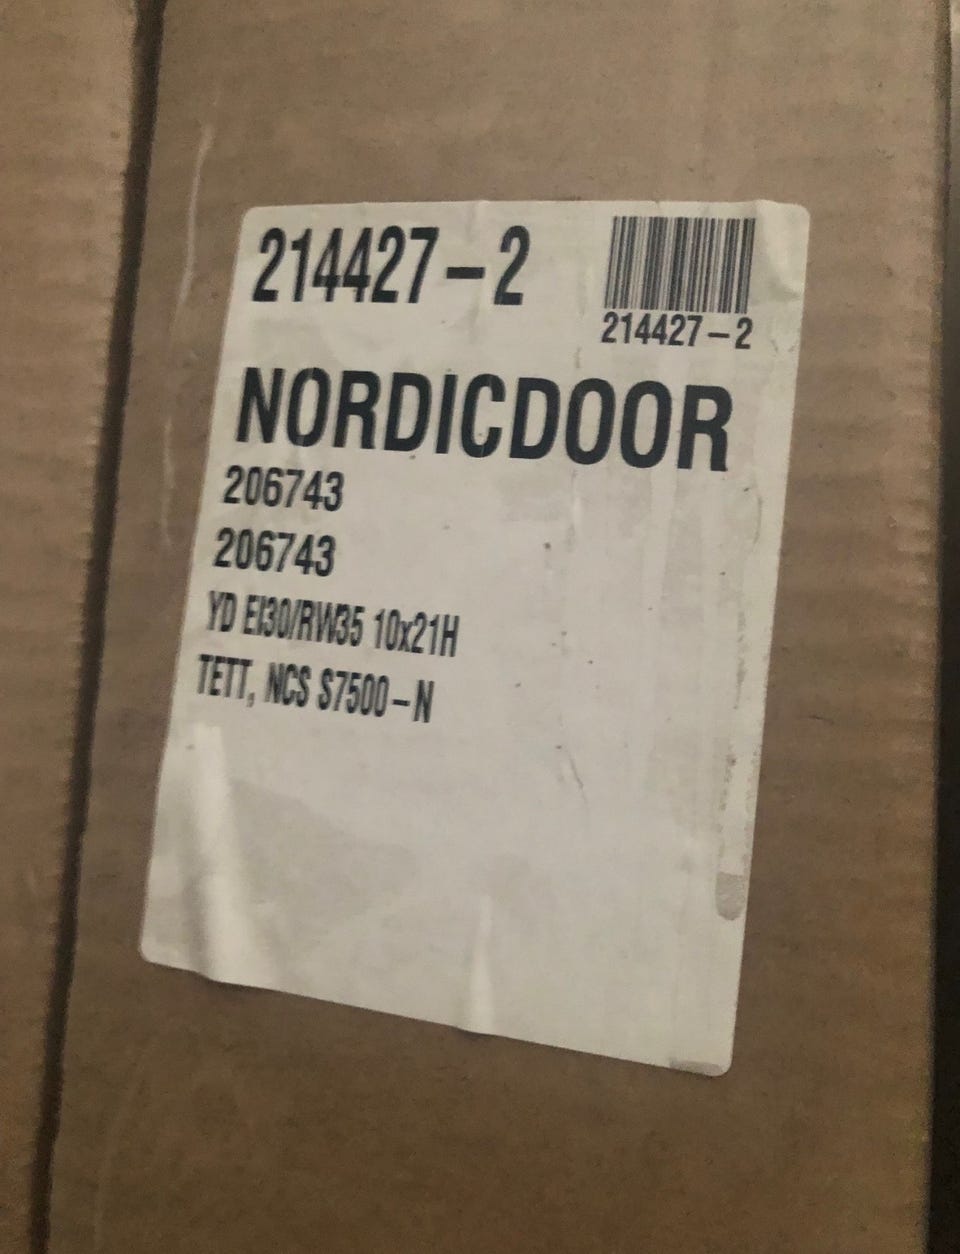 214427-2
214427-2
NORDICDOOR
206743
206743
YD EI30/RW35 10x21H
TETT, NCS S7500-N